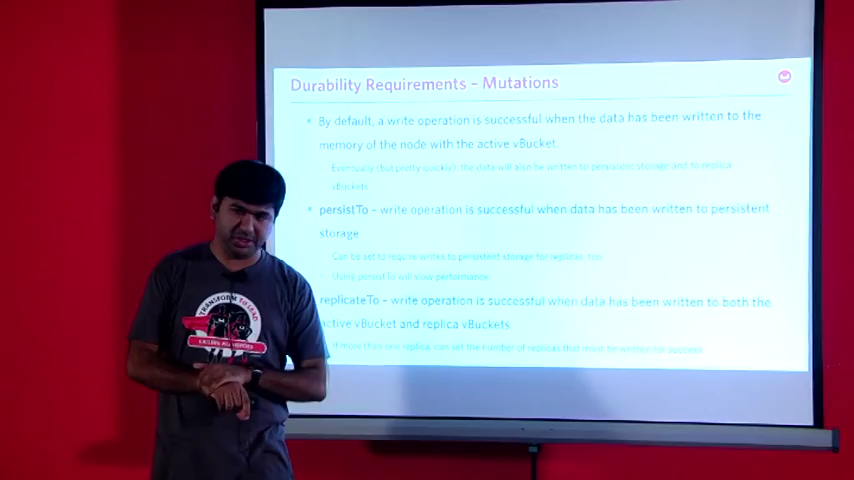 Durability Requirements – Mutations
By default, a write operation is successful when the data has been written to the
memory of the node with the active vBucket.
Eventually (but pretty quickly), the data will also be written to persistent storage and to replica
vBuckets
persistTo – write operation is successful when data has been written to persistent
storage
Can be set to require writes to persistent storage for replicas, too
Using persistTo will slow performance
replicateTo – write operation is successful when data has been written to both the
active vBucket and replica vBuckets
If more than one replica, can set the number of replicas that must be written for success
TRANSFORM TO LEAD